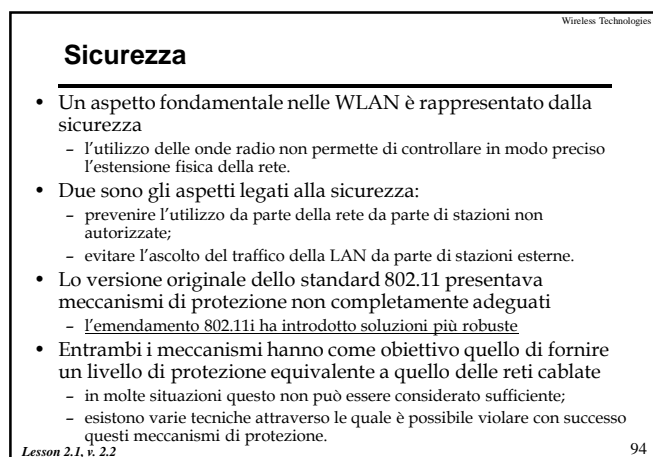 Wireless Technologies
Sicurezza
• Un aspetto fondamentale nelle WLAN è rappresentato dalla
sicurezza
– l'utilizzo delle onde radio non permette di controllare in modo preciso
l'estensione fisica della rete.
• Due sono gli aspetti legati alla sicurezza:
– prevenire l'utilizzo da parte della rete da parte di stazioni non
autorizzate;
– evitare l'ascolto del traffico della LAN da parte di stazioni esterne.
• Lo versione originale dello standard 802.11 presentava
meccanismi di protezione non completamente adeguati
– l'emendamento 802.11i ha introdotto soluzioni più robuste
• Entrambi i meccanismi hanno come obiettivo quello di fornire
un livello di protezione equivalente a quello delle reti cablate
– in molte situazioni questo non può essere considerato sufficiente;
– esistono varie tecniche attraverso le quale è possibile violare con successo
questi meccanismi di protezione.
Lesson 2.1, v. 2.2
94